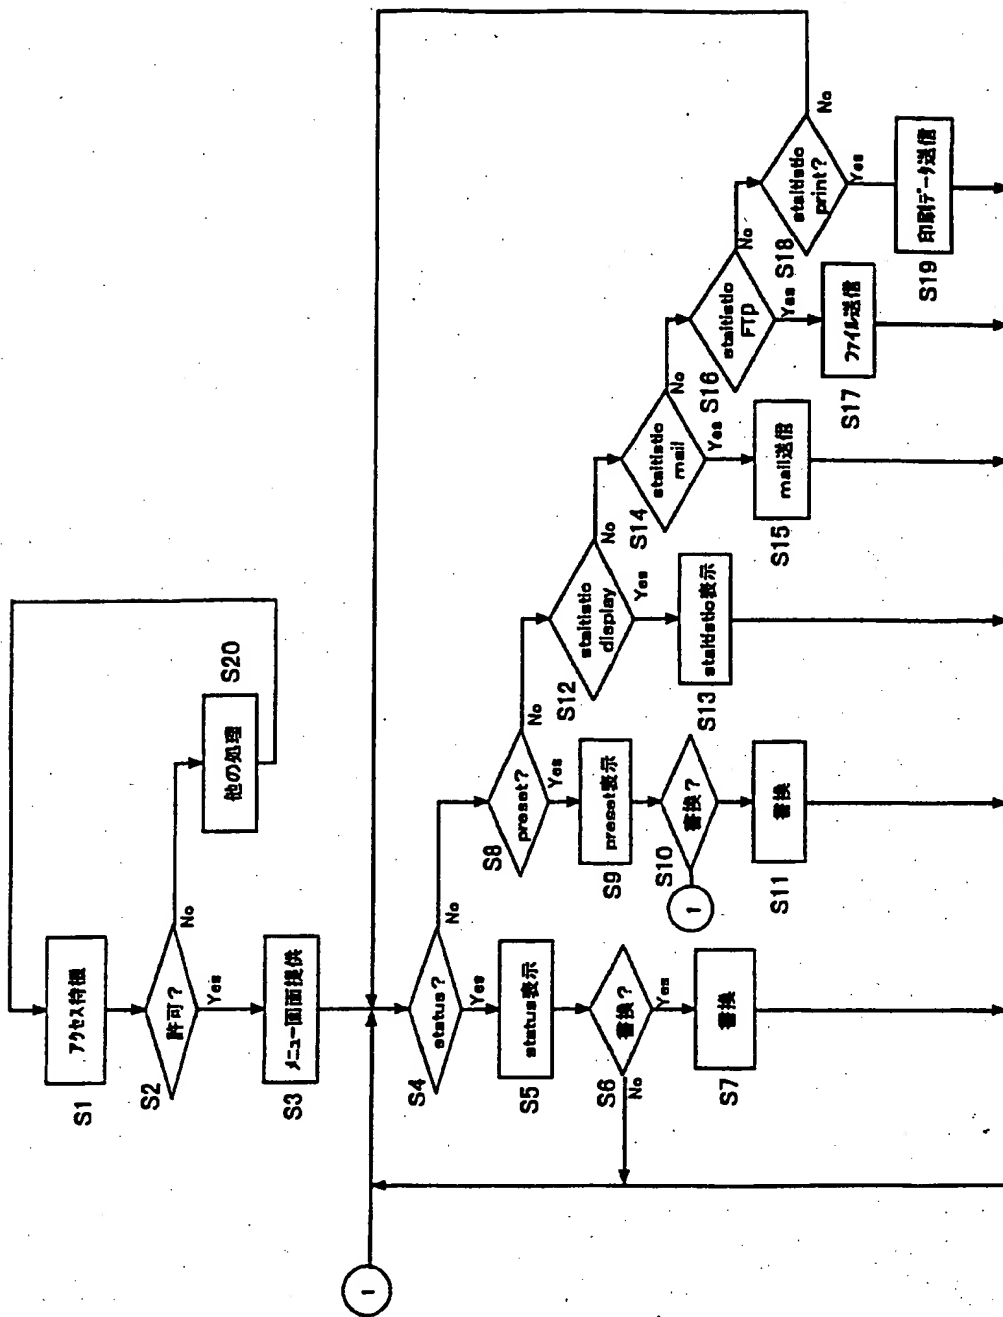 アクセス待機
S1
許可？
S2
Yes
No
他の処理
S20
メニュー画面提供
S3
1
status？
S4
Yes
No
status表示
S5
書換？
S6
No
Yes
書換
S7
preset？
S8
Yes
No
preset表示
S9
書換？
S10
1
書換
S11
staitistic
display
S12
Yes
No
staitistic表示
S13
staitistic
mail
S14
Yes
No
mail送信
S15
staitistic
FTP
S16
Yes
No
ファイル送信
S17
staitistic
print？
S18
Yes
No
印刷データ送信
S19